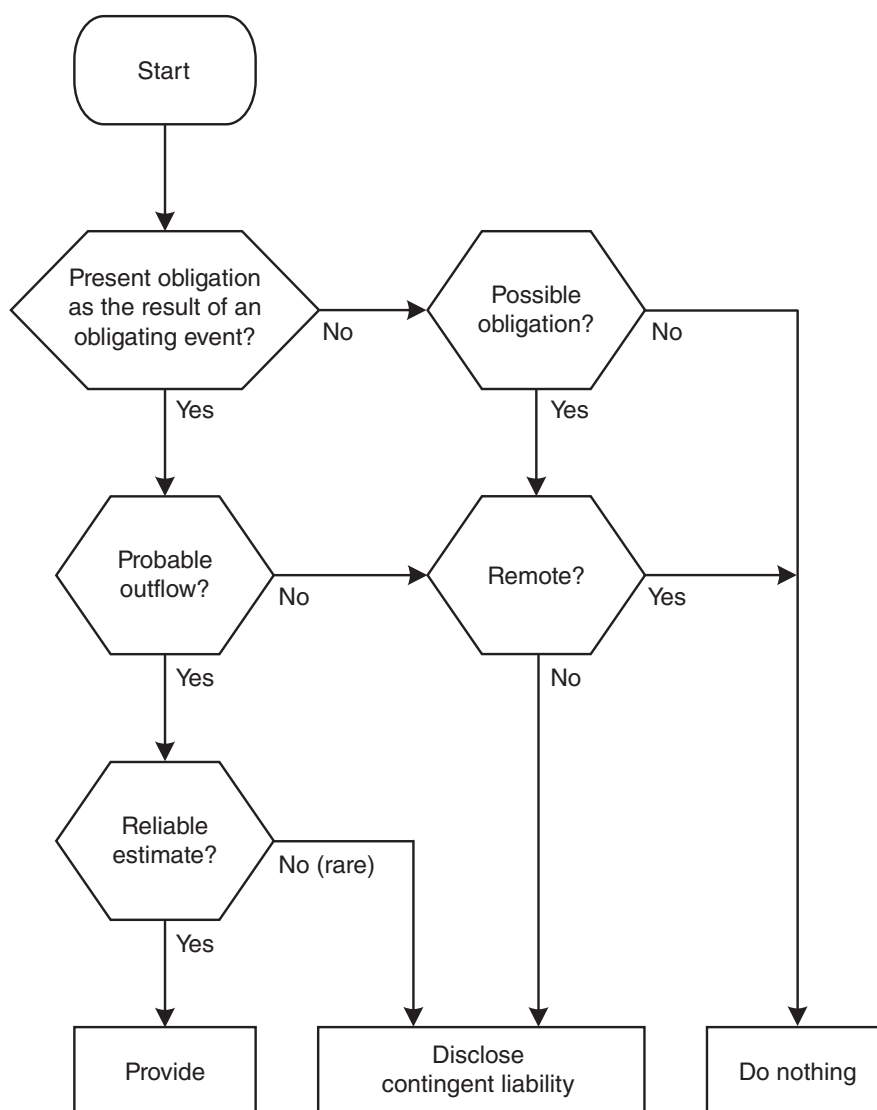 Start
Present obligation
as the result of an
obligating event?
No
Possible
obligation?
No
Yes
Yes
Probable
outflow?
No
Remote?
Yes
Yes
No
Reliable
estimate?
No (rare)
Yes
Provide
Disclose
contingent liability
Do nothing